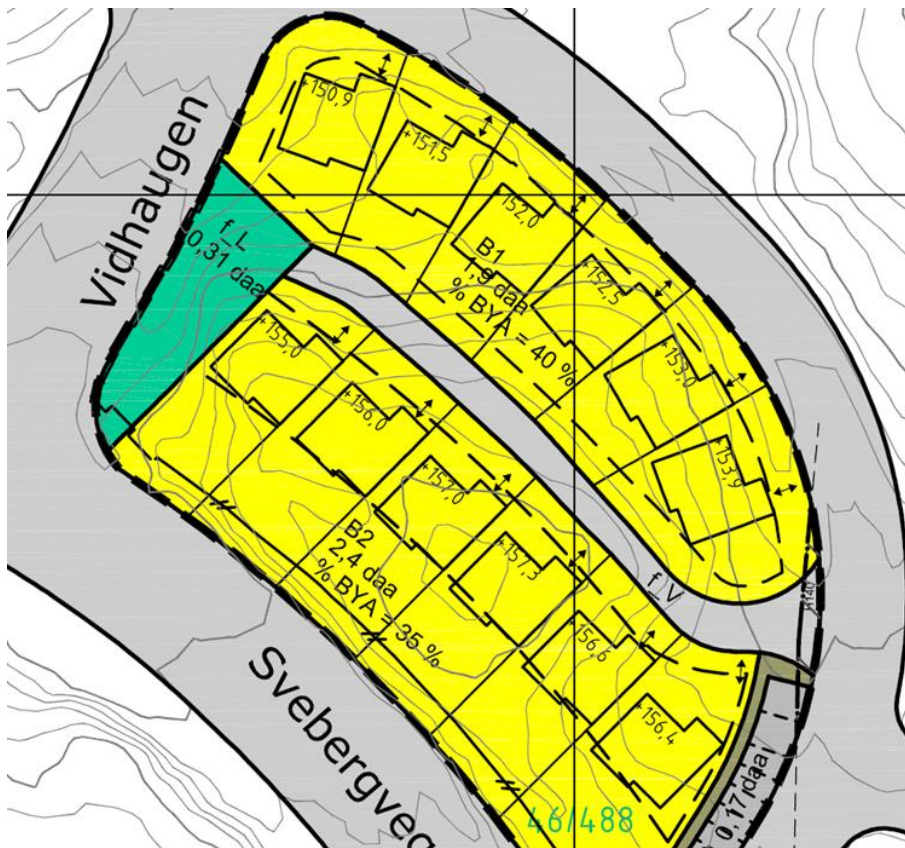 +150,9
Vidhaugen
+151,5
f_L
0,31 daa
+152,0
B1
1,9 daa
% BYA = 40 %
+152,5
+155,0
+153,0
+156,0
+153,9
+157,0
B2
2,4 daa
% BYA = 35 %
+157,3
f_V
H140
+156,6
+156,4
Svebergveg
0,17 daa
46/488